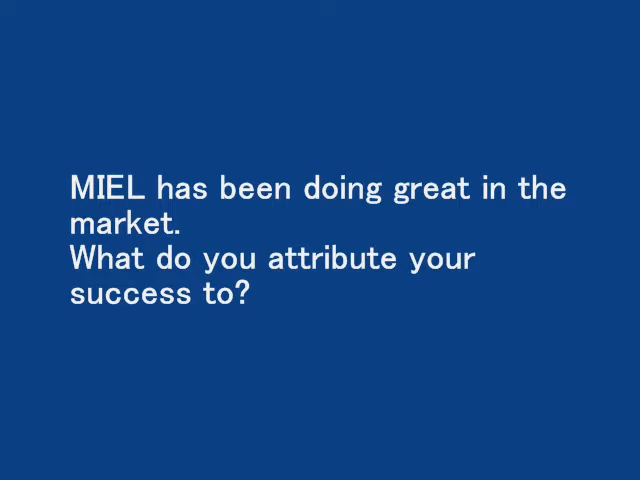 MIEL has been doing great in the
market.
What do you attribute your
success to?